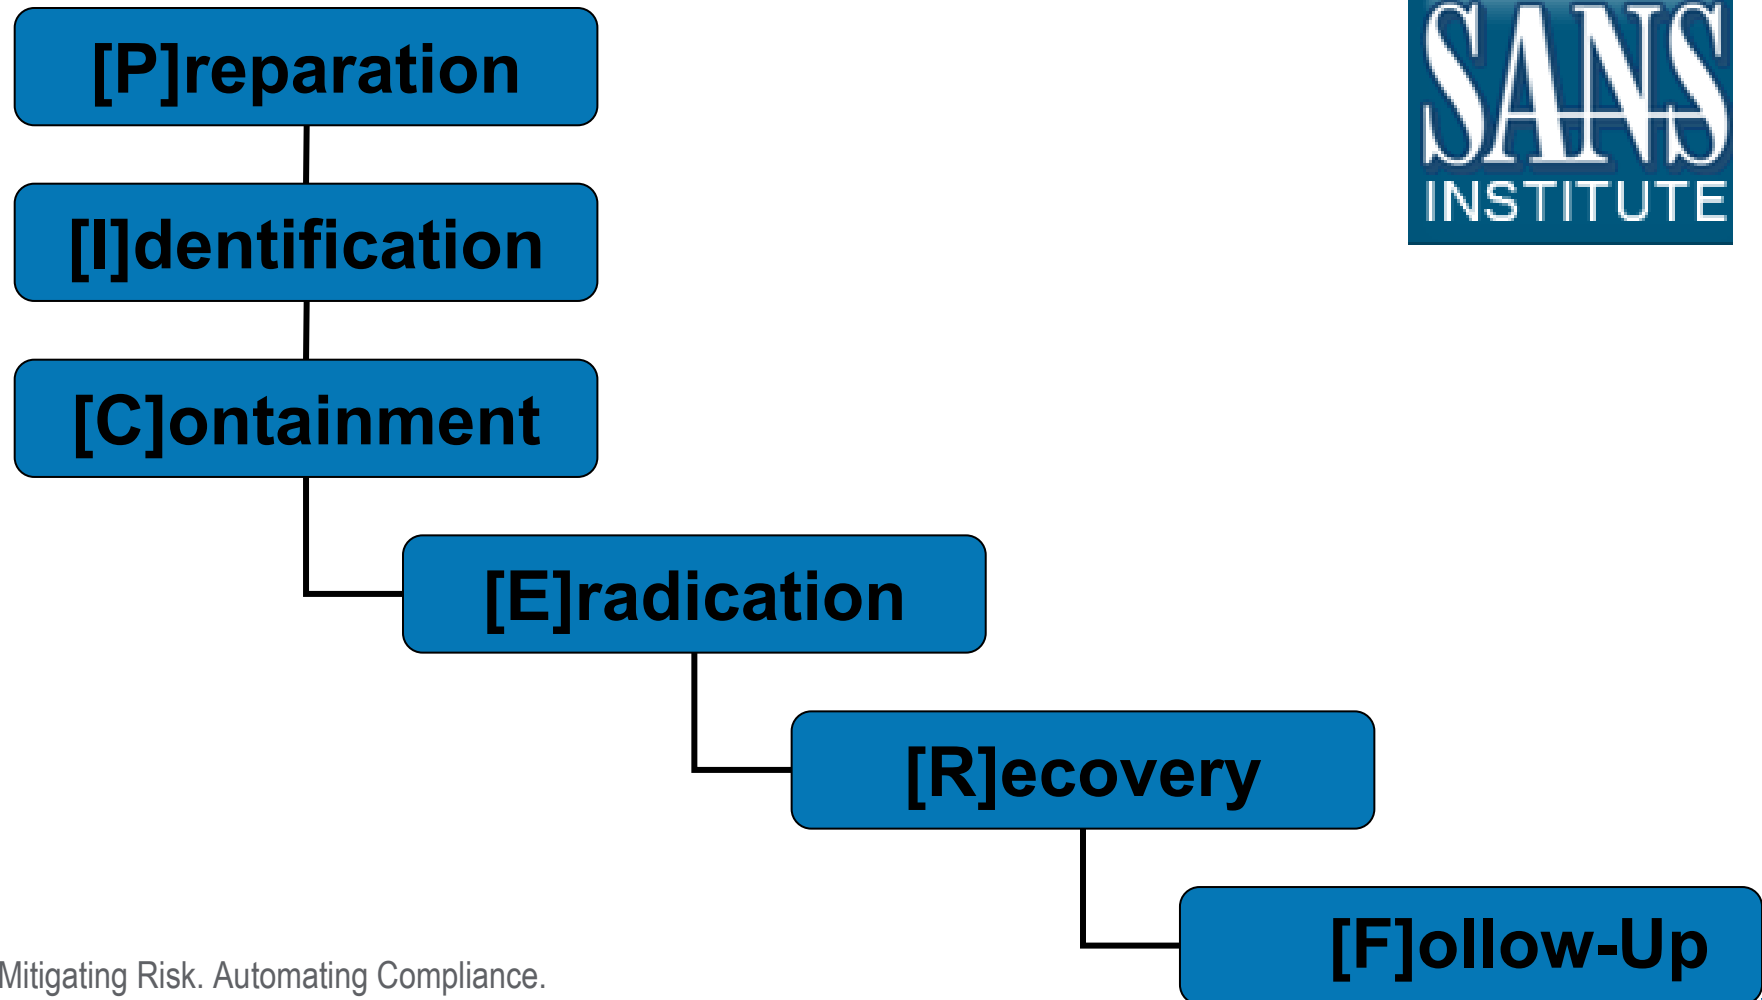 [P]reparation
SANS
INSTITUTE
[I]dentification
[C]ontainment
[E]radication
[R]ecovery
[F]ollow-Up
Mitigating Risk. Automating Compliance.